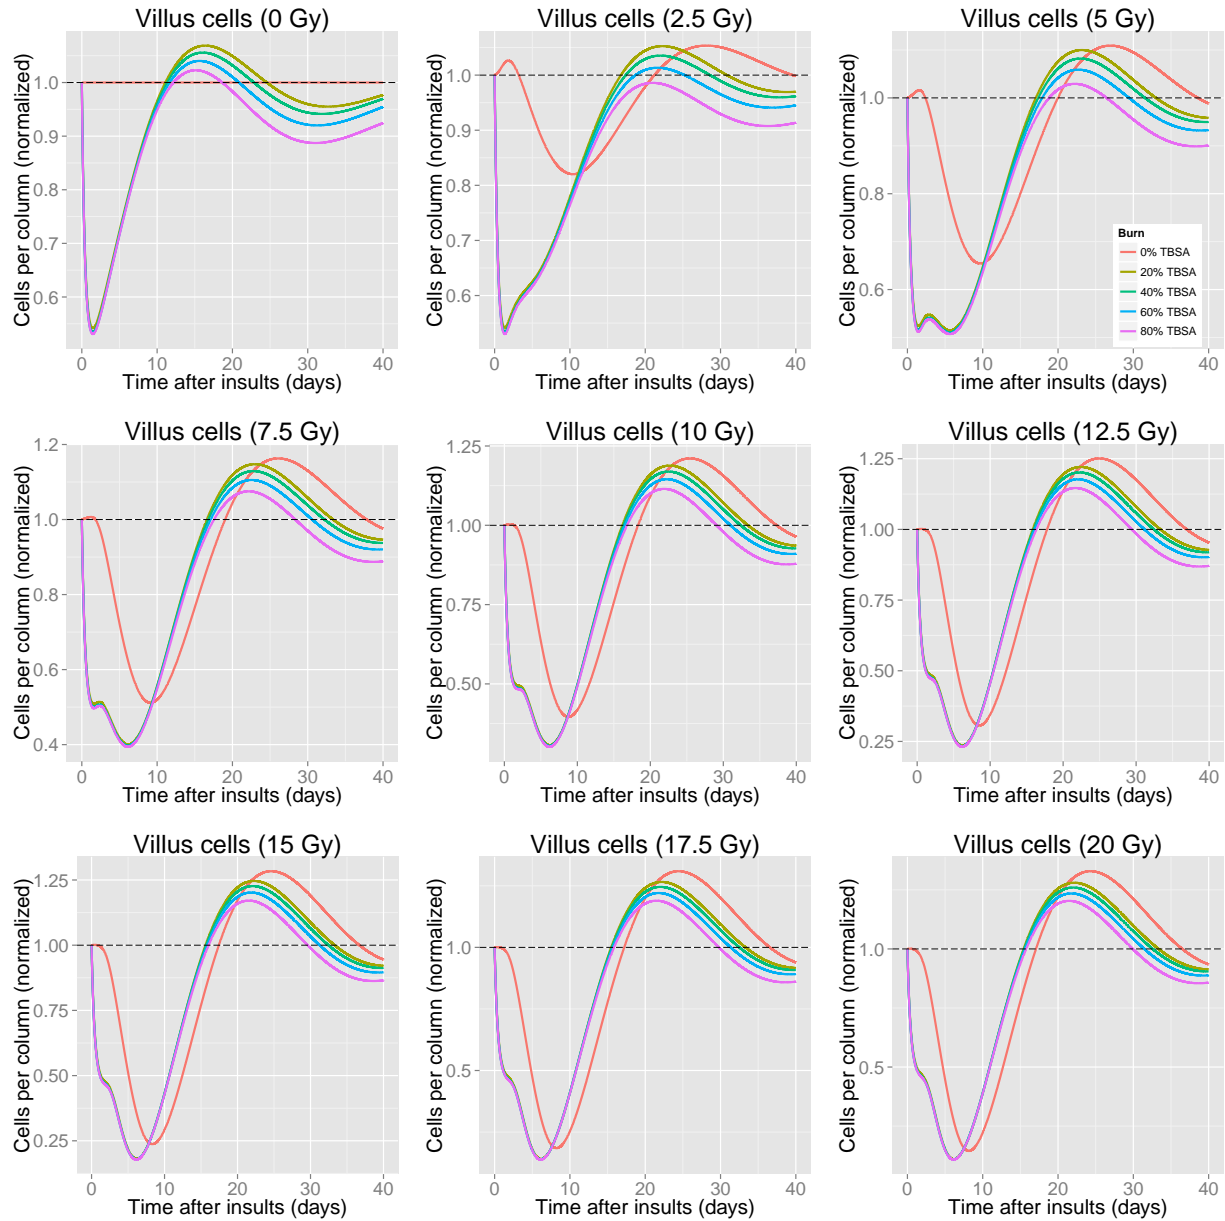 Villus cells (0 Gy)
Cells per column (normalized)
1.0
0.9
0.8
0.7
0.6
0
10
20
30
40
Time after insults (days)
Villus cells (2.5 Gy)
Cells per column (normalized)
1.0
0.9
0.8
0.7
0.6
0
10
20
30
40
Time after insults (days)
Villus cells (5 Gy)
Cells per column (normalized)
1.0
0.8
0.6
Burn
0% TBSA
20% TBSA
40% TBSA
60% TBSA
80% TBSA
0
10
20
30
40
Time after insults (days)
Villus cells (7.5 Gy)
Cells per column (normalized)
1.2
1.0
0.8
0.6
0.4
0
10
20
30
40
Time after insults (days)
Villus cells (10 Gy)
Cells per column (normalized)
1.25
1.00
0.75
0.50
0
10
20
30
40
Time after insults (days)
Villus cells (12.5 Gy)
Cells per column (normalized)
1.25
1.00
0.75
0.50
0.25
0
10
20
30
40
Time after insults (days)
Villus cells (15 Gy)
Cells per column (normalized)
1.25
1.00
0.75
0.50
0.25
0
10
20
30
40
Time after insults (days)
Villus cells (17.5 Gy)
Cells per column (normalized)
1.0
0.5
0
10
20
30
40
Time after insults (days)
Villus cells (20 Gy)
Cells per column (normalized)
1.0
0.5
0
10
20
30
40
Time after insults (days)